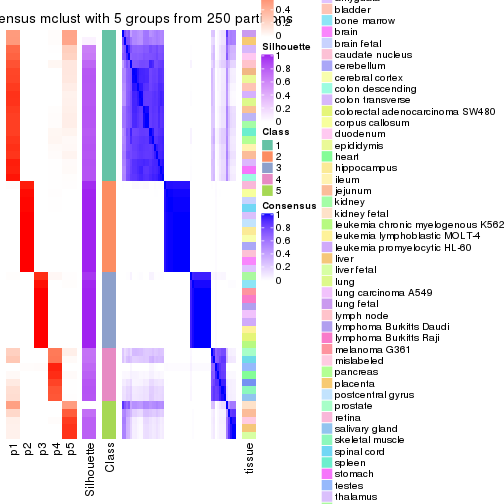 ensus mclust with 5 groups from 250 partitions
0.4
0.2
0
Silhouette
1
0.8
0.6
0.4
0.2
0
Class
1
2
3
4
5
Consensus
1
0.8
0.6
0.4
0.2
0
bladder
bone marrow
brain
brain fetal
caudate nucleus
cerebellum
cerebral cortex
colon descending
colon transverse
colorectal adenocarcinoma SW480
corpus callosum
duodenum
epididymis
heart
hippocampus
ileum
jejunum
kidney
kidney fetal
leukemia chronic myelogenous K562
leukemia lymphoblastic MOLT-4
leukemia promyelocytic HL-60
liver
liver fetal
lung
lung carcinoma A549
lung fetal
lymph node
lymphoma Burkitts Daudi
lymphoma Burkitts Raji
melanoma G361
mislabeled
pancreas
placenta
postcentral gyrus
prostate
retina
salivary gland
skeletal muscle
spinal cord
spleen
stomach
testes
thalamus
p1
p2
p3
p4
p5
Silhouette
Class
tissue